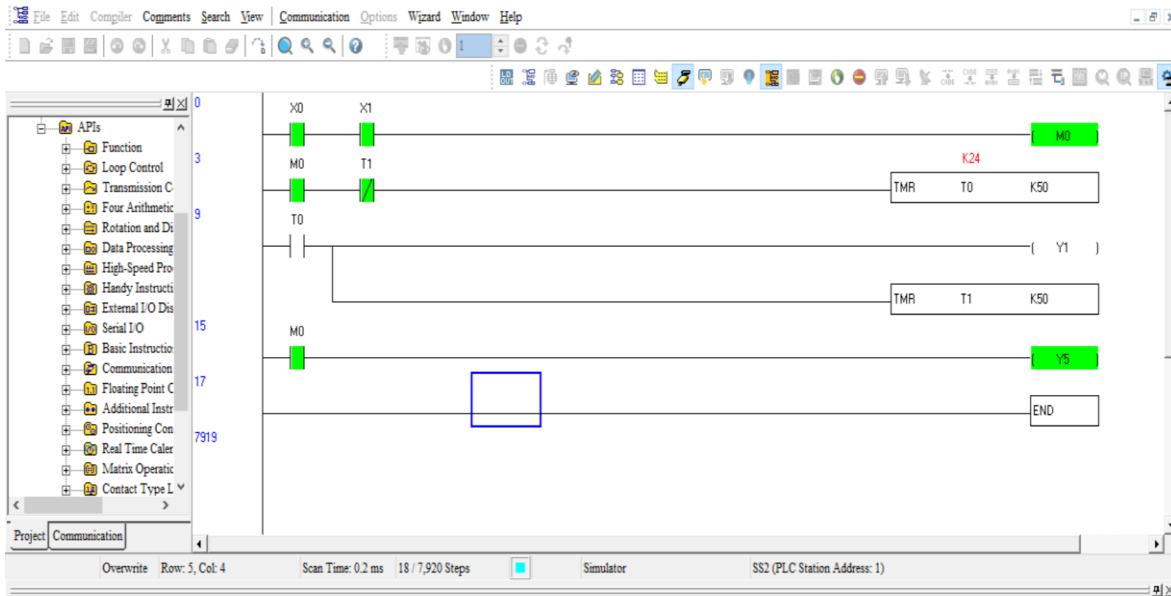 File Edit Compiler Comments Search View Communication Options Wizard Window Help
1
APIs
Function
Loop Control
Transmission C
Four Arithmetic
Rotation and Di
Data Processing
High-Speed Pro
Handy Instructi
External I/O Dis
Serial I/O
Basic Instructio
Communication
Floating Point C
Additional Instr
Positioning Con
Real Time Caler
Matrix Operatic
Contact Type L
Project Communication
0
X0 X1
M0
3
M0 T1
K24
TMR T0 K50
9
T0
Y1
TMR T1 K50
15
M0
Y5
17
END
7919
Overwrite Row: 5, Col: 4 Scan Time: 0.2 ms 18 / 7,920 Steps Simulator SS2 (PLC Station Address: 1)